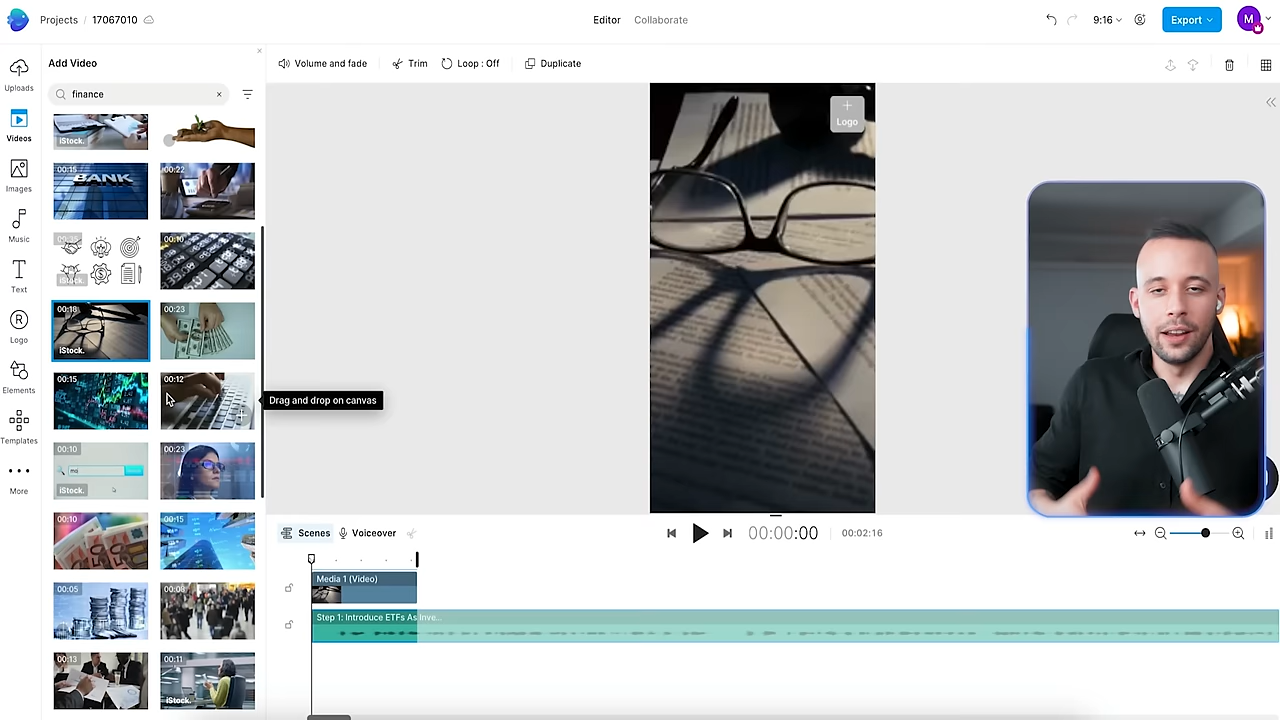 Projects / 17067010
Editor
Collaborate
9:16
Export
M
Uploads
Videos
Images
Music
Text
Logo
Elements
Templates
More
Add Video
finance
iStock.
00:15
BANK
00:22
iStock.
00:10
00:18
iStock.
00:23
00:15
00:12
Drag and drop on canvas
00:10
mo
iStock.
00:23
00:10
00:15
00:05
00:08
00:13
00:11
iStock.
Volume and fade
Trim
Loop : Off
Duplicate
+ Logo
Scenes
Voiceover
00:00:00
00:02:16
Media 1 (Video)
Step 1: Introduce ETFs As Inve...